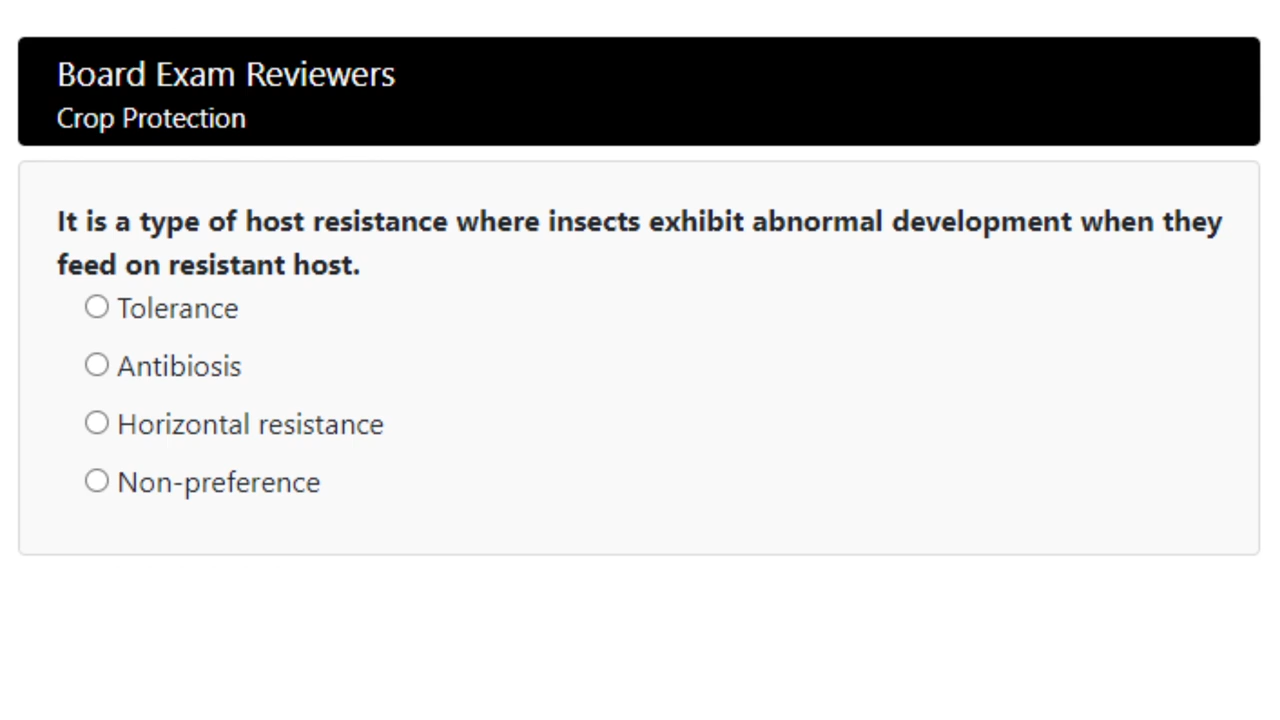 Board Exam Reviewers
Crop Protection
It is a type of host resistance where insects exhibit abnormal development when they
feed on resistant host.
Tolerance
Antibiosis
Horizontal resistance
Non-preference